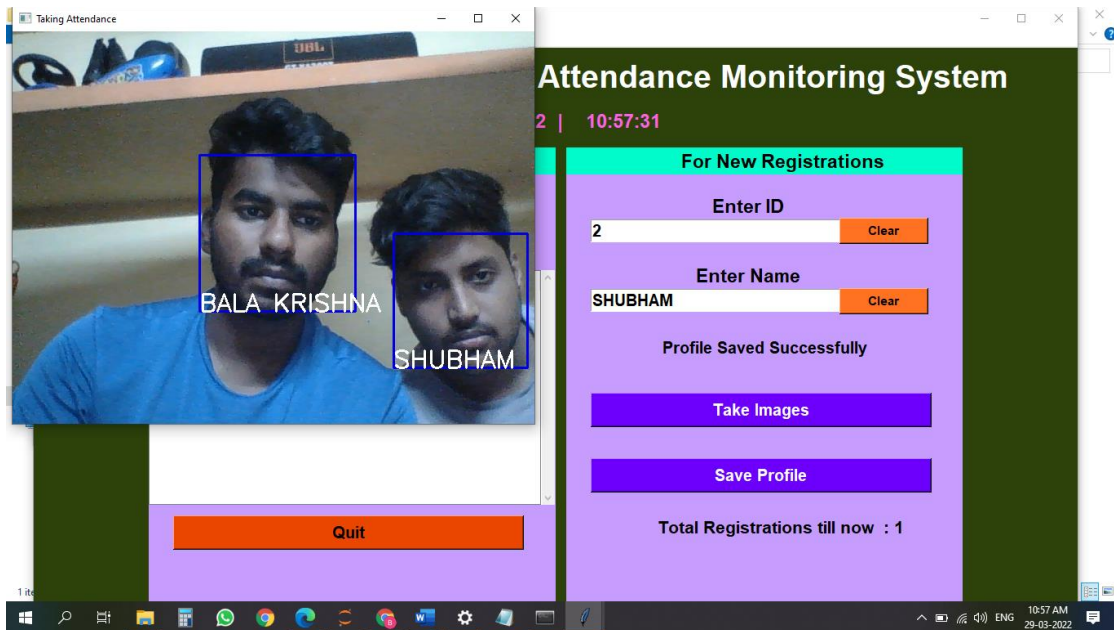 Taking Attendance
JBL
BALA KRISHNA
SHUBHAM
Attendance Monitoring System
2 | 10:57:31
For New Registrations
Enter ID
2
Clear
Enter Name
SHUBHAM
Clear
Profile Saved Successfully
Take Images
Save Profile
Total Registrations till now : 1
Quit
1 ite
ENG
10:57 AM
29-03-2022